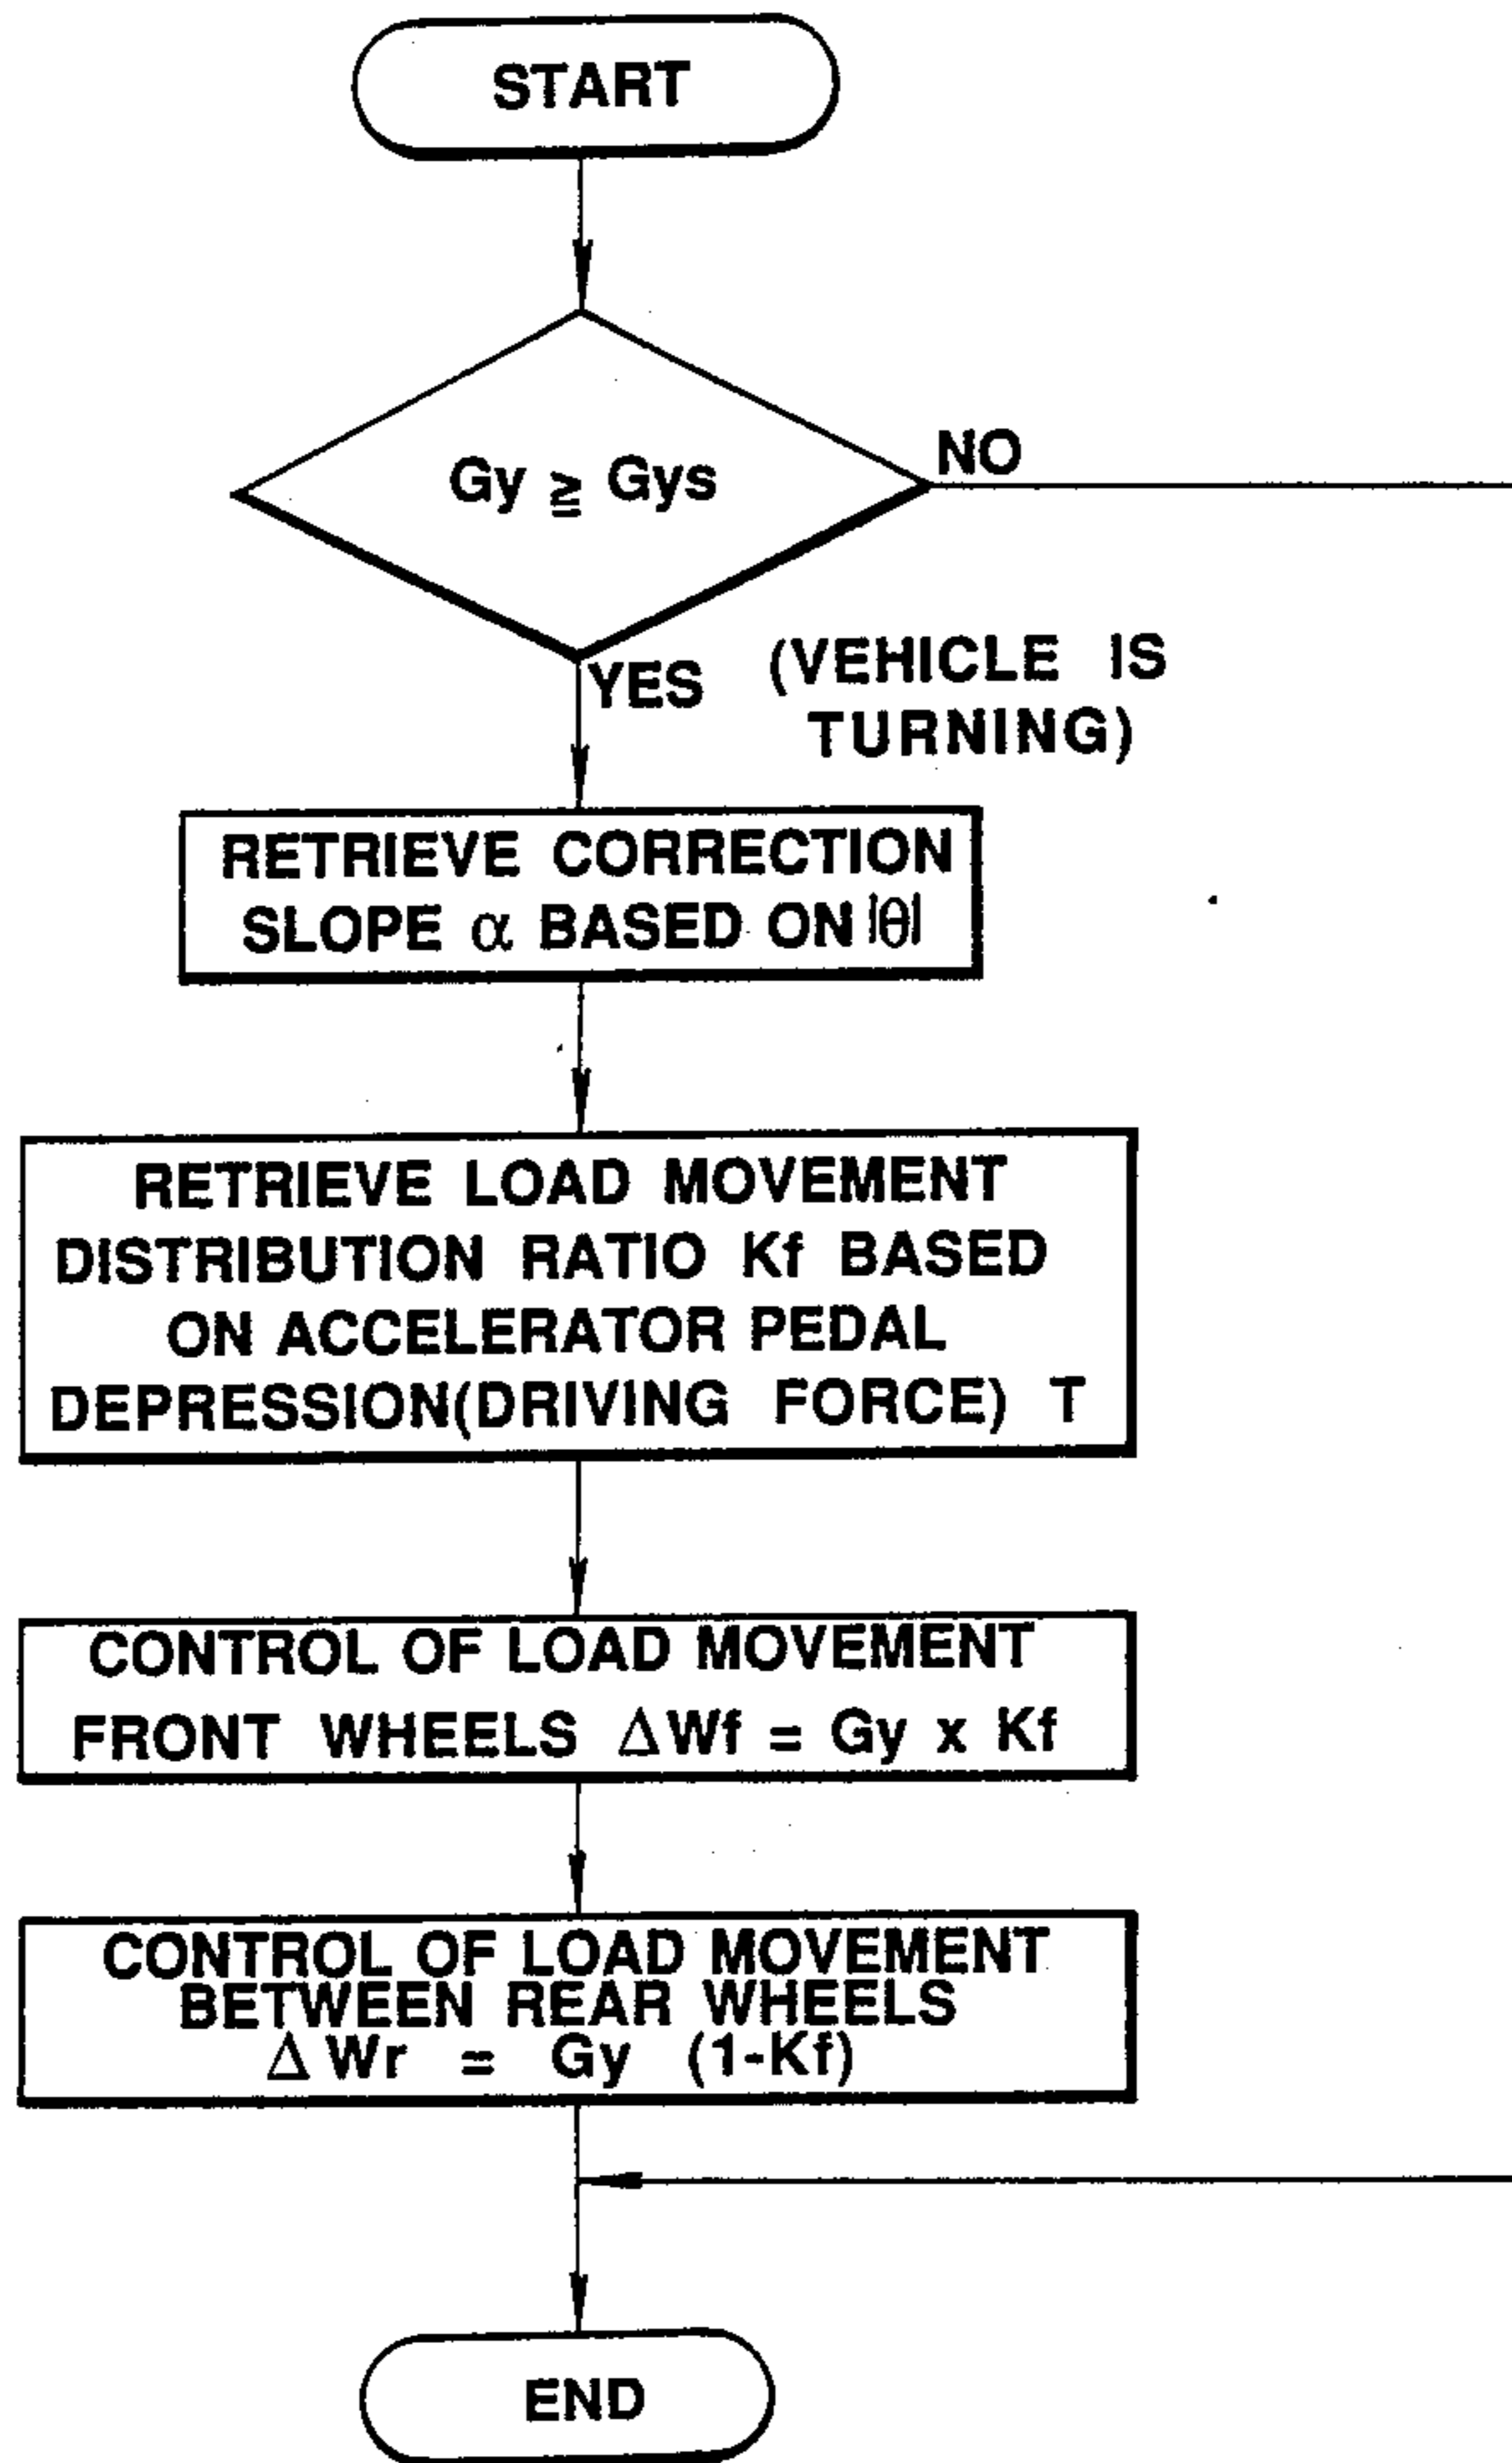 START
Gy ≧ Gys
NO
YES (VEHICLE IS
TURNING)
RETRIEVE CORRECTION
SLOPE α BASED ON |θ|
RETRIEVE LOAD MOVEMENT
DISTRIBUTION RATIO Kf BASED
ON ACCELERATOR PEDAL
DEPRESSION(DRIVING FORCE) T
CONTROL OF LOAD MOVEMENT
FRONT WHEELS ΔWf = Gy x Kf
CONTROL OF LOAD MOVEMENT
BETWEEN REAR WHEELS
ΔWr = Gy (1-Kf)
END